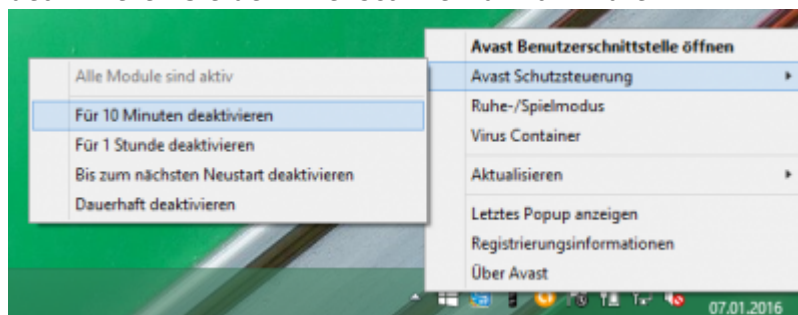 Avast Benutzerschnittstelle öffnen
Avast Schutzsteuerung
Ruhe-/Spielmodus
Virus Container
Aktualisieren
Letztes Popup anzeigen
Registrierungsinformationen
Über Avast
Alle Module sind aktiv
Für 10 Minuten deaktivieren
Für 1 Stunde deaktivieren
Bis zum nächsten Neustart deaktivieren
Dauerhaft deaktivieren
07.01.2016